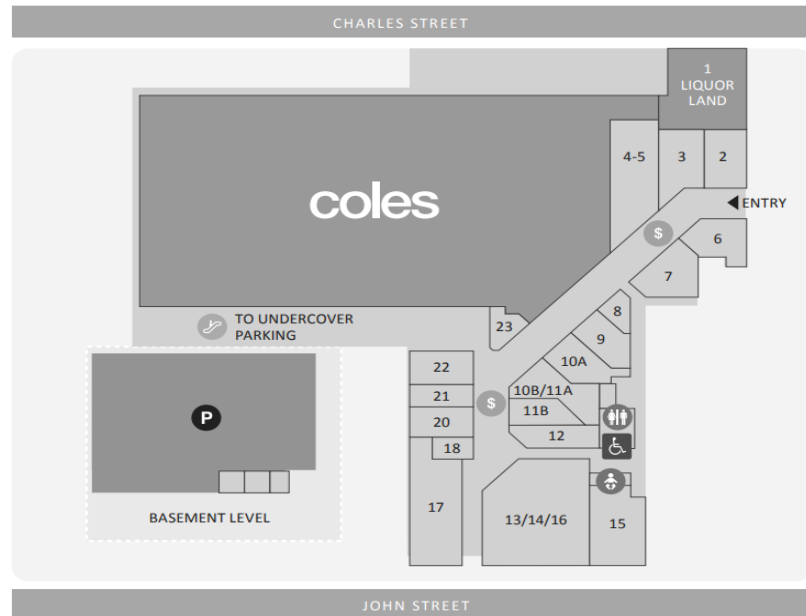 CHARLES STREET
1
LIQUOR
LAND
4-5
3
2
coles
ENTRY
$
6
7
8
TO UNDERCOVER
PARKING
23
9
22
10A
21
10B/11A
$
11B
P
20
12
18
17
13/14/16
15
BASEMENT LEVEL
JOHN STREET